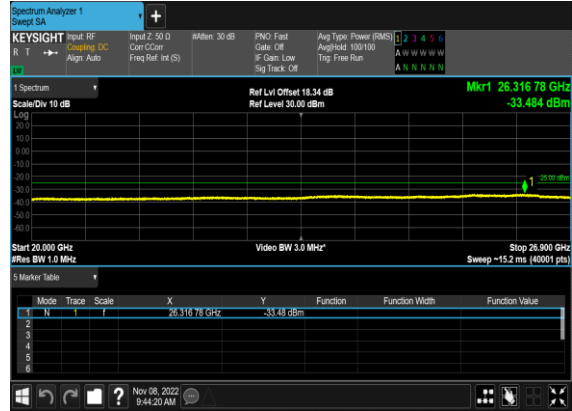 Spectrum Analyzer 1
Swept SA
+
KEYSIGHT Input: RF Input Z: 50 Ω #Atten: 30 dB PNO: Fast Avg Type: Power (RMS) 1 2 3 4 5 6
R T Coupling: DC Corr CCorr Gate: Off Avg|Hold: 100/100 A W W W W W
Align: Auto Freq Ref: Int (S) IF Gain: Low Trig: Free Run
LW Sig Track: Off A N N N N N
1 Spectrum Ref Lvl Offset 18.34 dB Mkr1 26.316 78 GHz
Scale/Div 10 dB Ref Level 30.00 dBm -33.484 dBm
Log
20.0
10.0
0.00
-10.0
-20.0
1 -25.00 dBm
-30.0
-40.0
-50.0
-60.0
Start 20.000 GHz Video BW 3.0 MHz* Stop 26.900 GHz
#Res BW 1.0 MHz Sweep ~15.2 ms (40001 pts)
5 Marker Table
Mode Trace Scale X Y Function Function Width Function Value
1 N 1 f 26.316 78 GHz -33.48 dBm
2
3
4
5
6
? Nov 08, 2022
9:44:20 AM